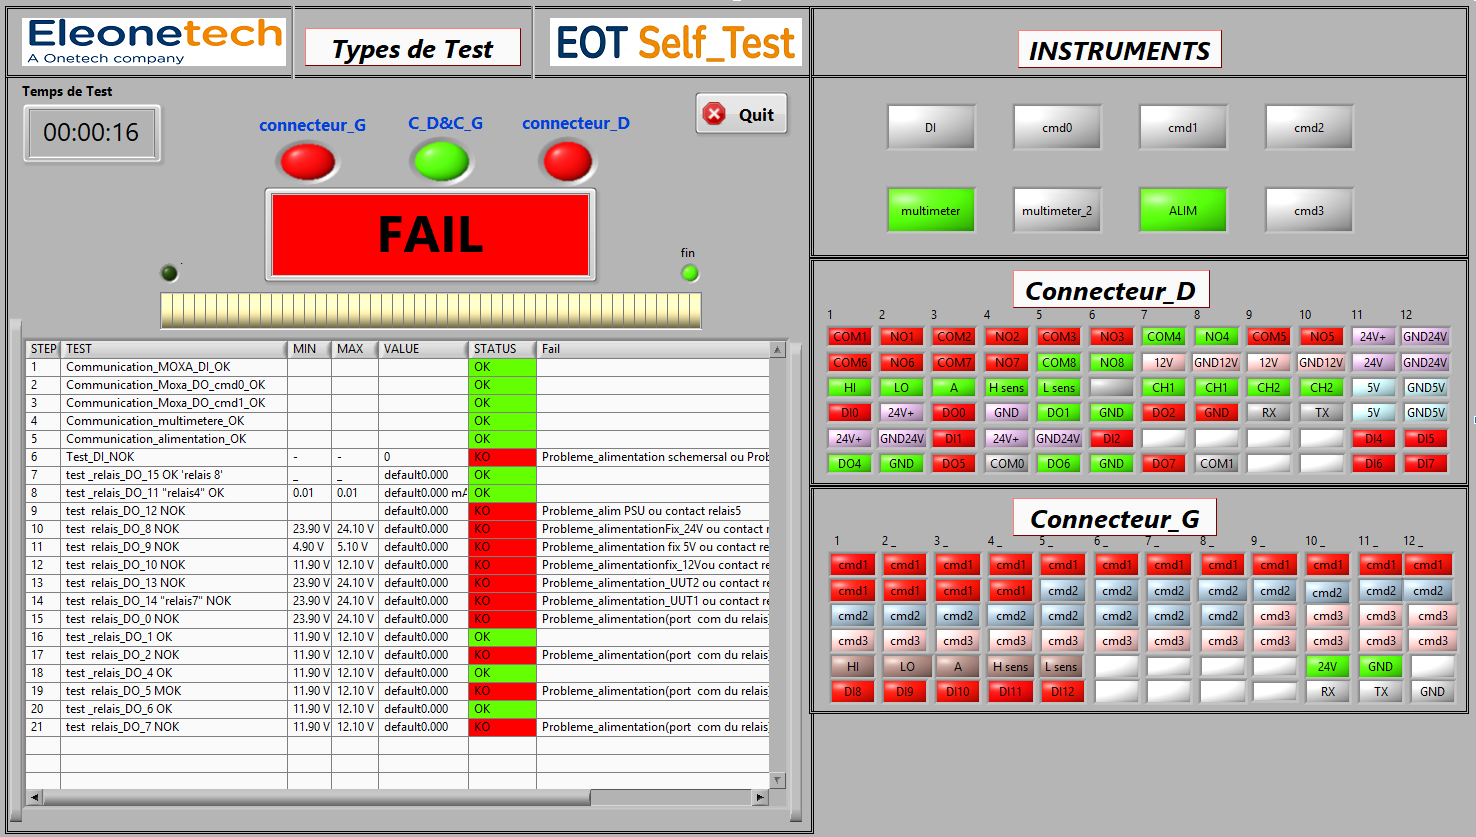 Eleonetech
A Onetech company
Types de Test
EOT Self_Test
INSTRUMENTS
Temps de Test
00:00:16
connecteur_G
C_D&C_G
connecteur_D
Quit
FAIL
fin
DI cmd0 cmd1 cmd2
multimeter multimeter_2 ALIM cmd3
STEP TEST MIN MAX VALUE STATUS Fail
1 Communication_MOXA_DI_OK OK
2 Communication_Moxa_DO_cmd0_OK OK
3 Communication_Moxa_DO_cmd1_OK OK
4 Communication_multimetere_OK OK
5 Communication_alimentation_OK OK
6 Test_DI_NOK - - 0 KO Probleme_alimentation schemersal ou Prob
7 test _relais_DO_15 OK 'relais 8' _ _ default0.000 OK
8 test _relais_DO_11 "relais4" OK 0.01 0.01 default0.000 mA OK
9 test relais_DO_12 NOK default0.000 KO Probleme_alim PSU ou contact relais5
10 test relais_DO_8 NOK 23.90 V 24.10 V default0.000 KO Probleme_alimentationFix_24V ou contact r
11 test relais_DO_9 NOK 4.90 V 5.10 V default0.000 KO Probleme_alimentation fix 5V ou contact re
12 test relais_DO_10 NOK 11.90 V 12.10 V default0.000 KO Probleme_alimentationfix_12Vou contact re
13 test relais_DO_13 NOK 23.90 V 24.10 V default0.000 KO Probleme_alimentation_UUT2 ou contact re
14 test relais_DO_14 "relais7" NOK 23.90 V 24.10 V default0.000 KO Probleme_alimentation_UUT1 ou contact re
15 test relais_DO_0 NOK 23.90 V 24.10 V default0.000 KO Probleme_alimentation(port com du relais
16 test _relais_DO_1 OK 11.90 V 12.10 V default0.000 OK
17 test relais_DO_2 NOK 11.90 V 12.10 V default0.000 KO Probleme_alimentation(port com du relais
18 test _relais_DO_4 OK 11.90 V 12.10 V default0.000 OK
19 test relais_DO_5 MOK 11.90 V 12.10 V default0.000 KO Probleme_alimentation(port com du relais
20 test _relais_DO_6 OK 11.90 V 12.10 V default0.000 OK
21 test relais_DO_7 NOK 11.90 V 12.10 V default0.000 KO Probleme_alimentation(port com du relais
Connecteur_D
1 2 3 4 5 6 7 8 9 10 11 12
COM1 NO1 COM2 NO2 COM3 NO3 COM4 NO4 COM5 NO5 24V+ GND24V
COM6 NO6 COM7 NO7 COM8 NO8 12V GND12V 12V GND12V 24V GND24V
HI LO A H sens L sens CH1 CH1 CH2 CH2 5V GND5V
DI0 24V+ DO0 GND DO1 GND DO2 GND RX TX 5V GND5V
24V+ GND24V DI1 24V+ GND24V DI2 DI4 DI5
DO4 GND DO5 COM0 DO6 GND DO7 COM1 DI6 DI7
Connecteur_G
1 2_ 3_ 4_ 5_ 6_ 7_ 8_ 9_ 10_ 11_ 12_
cmd1 cmd1 cmd1 cmd1 cmd1 cmd1 cmd1 cmd1 cmd1 cmd1 cmd1 cmd1
cmd1 cmd1 cmd1 cmd1 cmd2 cmd2 cmd2 cmd2 cmd2 cmd2 cmd2 cmd2
cmd2 cmd2 cmd2 cmd2 cmd2 cmd2 cmd2 cmd2 cmd3 cmd3 cmd3 cmd3
cmd3 cmd3 cmd3 cmd3 cmd3 cmd3 cmd3 cmd3 cmd3 cmd3 cmd3 cmd3
HI LO A H sens L sens 24V GND
DI8 DI9 DI10 DI11 DI12 RX TX GND